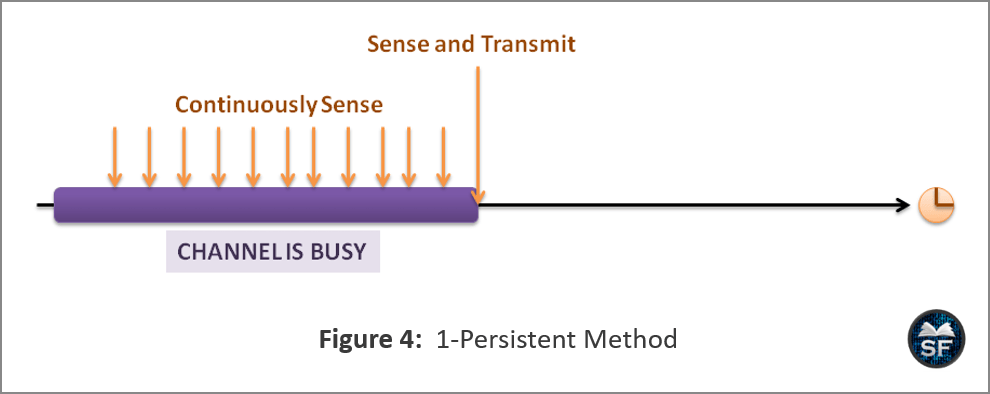 Sense and Transmit
Continuously Sense
CHANNEL IS BUSY
Figure 4: 1-Persistent Method
SF